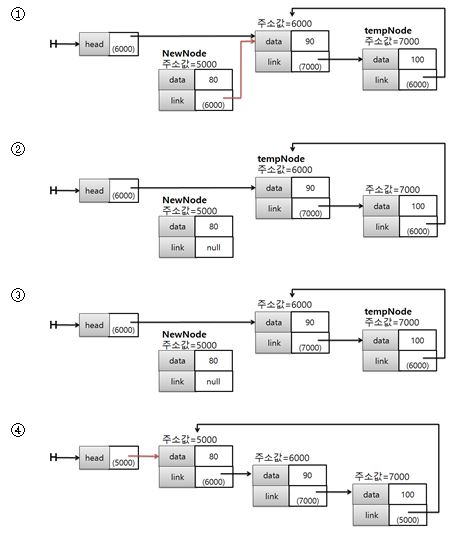 ①
주소값=6000
H
head
(6000)
data
90
link
(7000)
tempNode
주소값=7000
data
100
link
(6000)
NewNode
주소값=5000
data
80
link
(6000)
②
tempNode
주소값=6000
H
head
(6000)
data
90
link
(7000)
주소값=7000
data
100
link
(6000)
NewNode
주소값=5000
data
80
link
null
③
주소값=6000
H
head
(6000)
data
90
link
(7000)
tempNode
주소값=7000
data
100
link
(6000)
NewNode
주소값=5000
data
80
link
null
④
주소값=5000
H
head
(5000)
data
80
link
(6000)
주소값=6000
data
90
link
(7000)
주소값=7000
data
100
link
(5000)